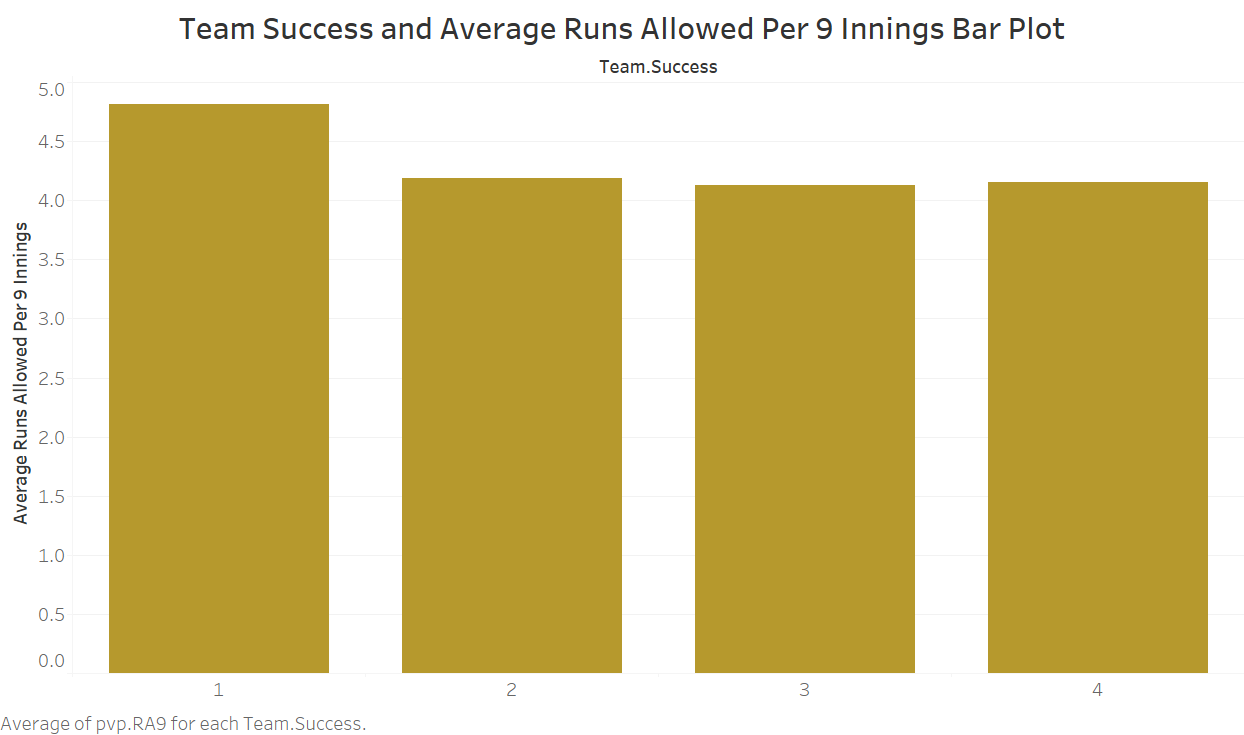 Team Success and Average Runs Allowed Per 9 Innings Bar Plot
Team.Success
Average Runs Allowed Per 9 Innings
5.0
4.5
4.0
3.5
3.0
2.5
2.0
1.5
1.0
0.5
0.0
1 2 3 4
Average of pvp.RA9 for each Team.Success.